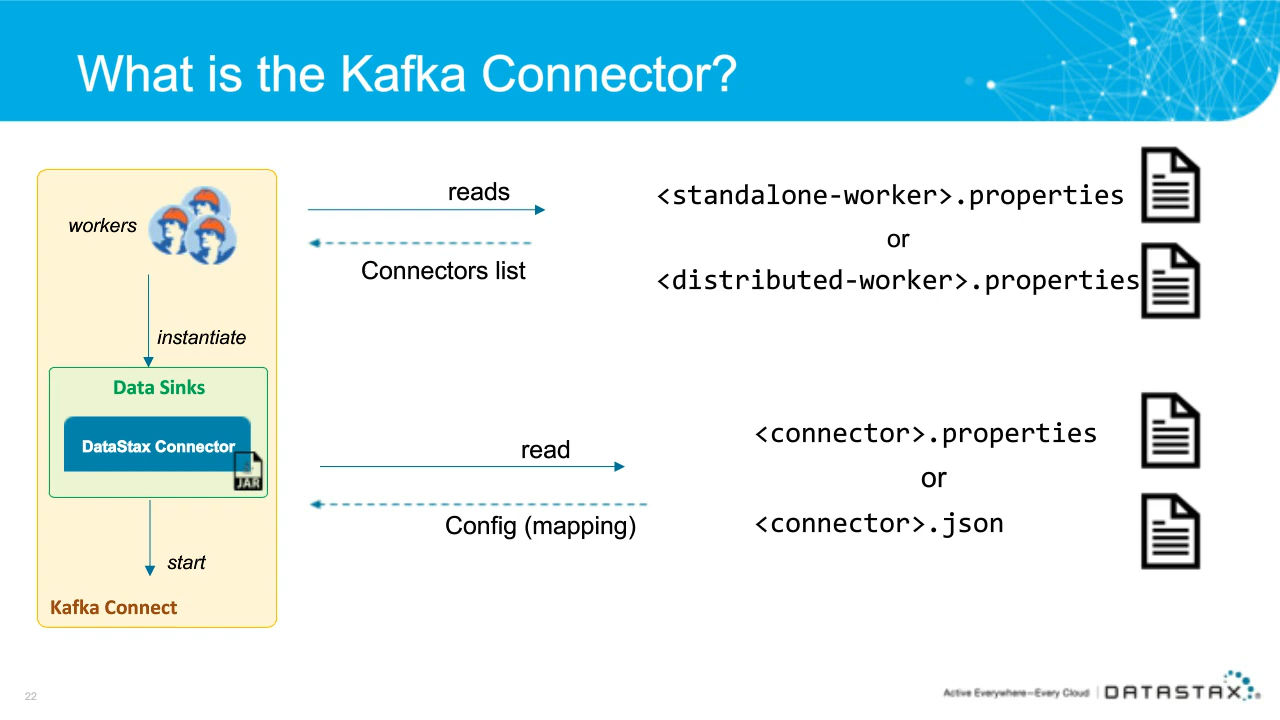 What is the Kafka Connector?
workers
reads
<standalone-worker>.properties
or
Connectors list
<distributed-worker>.properties
instantiate
Data Sinks
DataStax Connector
JAR
read
<connector>.properties
or
Config (mapping)
<connector>.json
start
Kafka Connect
22
Active Everywhere—Every Cloud | DATASTAX